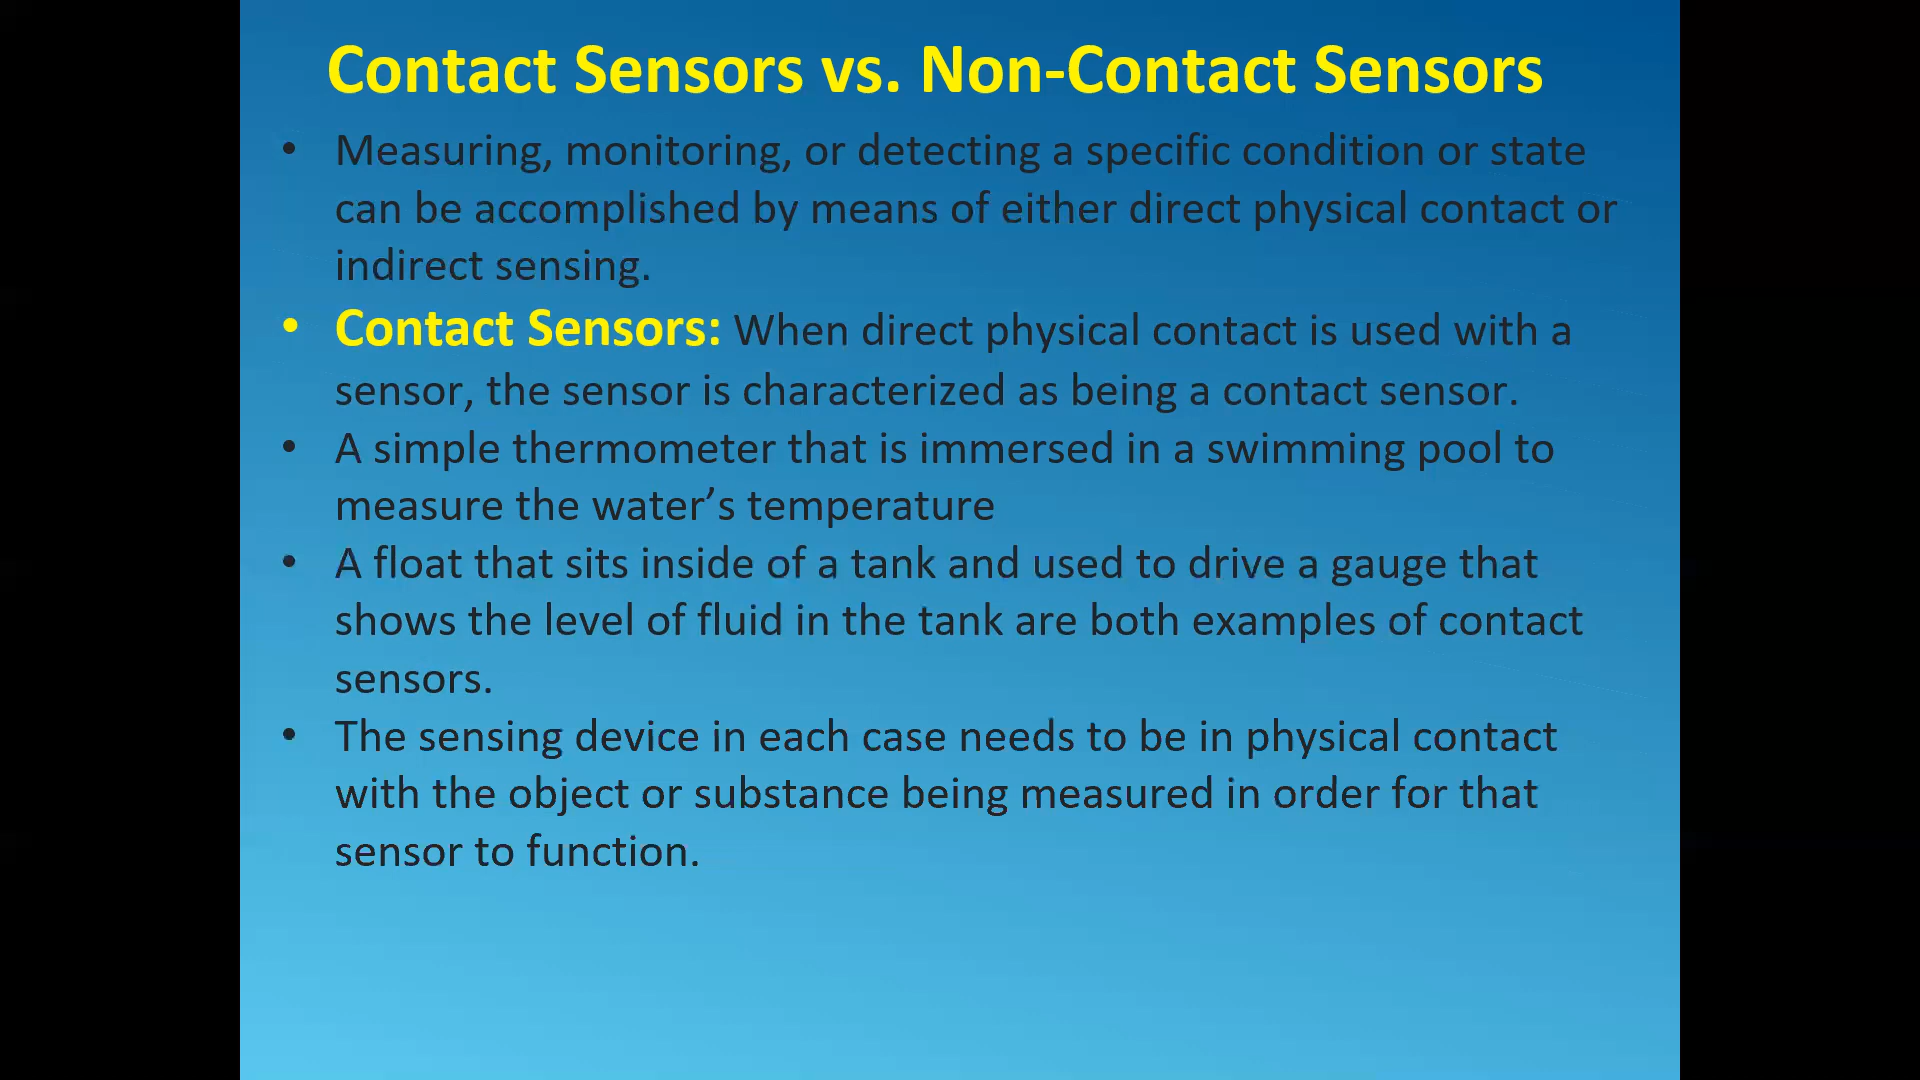 Contact Sensors vs. Non-Contact Sensors
• Measuring, monitoring, or detecting a specific condition or state
can be accomplished by means of either direct physical contact or
indirect sensing.
• Contact Sensors: When direct physical contact is used with a
sensor, the sensor is characterized as being a contact sensor.
• A simple thermometer that is immersed in a swimming pool to
measure the water’s temperature
• A float that sits inside of a tank and used to drive a gauge that
shows the level of fluid in the tank are both examples of contact
sensors.
• The sensing device in each case needs to be in physical contact
with the object or substance being measured in order for that
sensor to function.